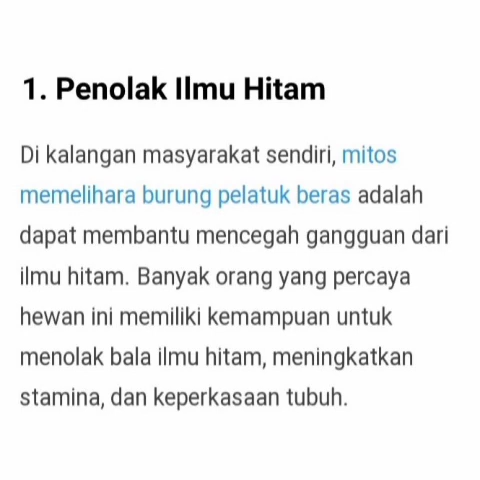 1. Penolak Ilmu Hitam
Di kalangan masyarakat sendiri, mitos
memelihara burung pelatuk beras adalah
dapat membantu mencegah gangguan dari
ilmu hitam. Banyak orang yang percaya
hewan ini memiliki kemampuan untuk
menolak bala ilmu hitam, meningkatkan
stamina, dan keperkasaan tubuh.